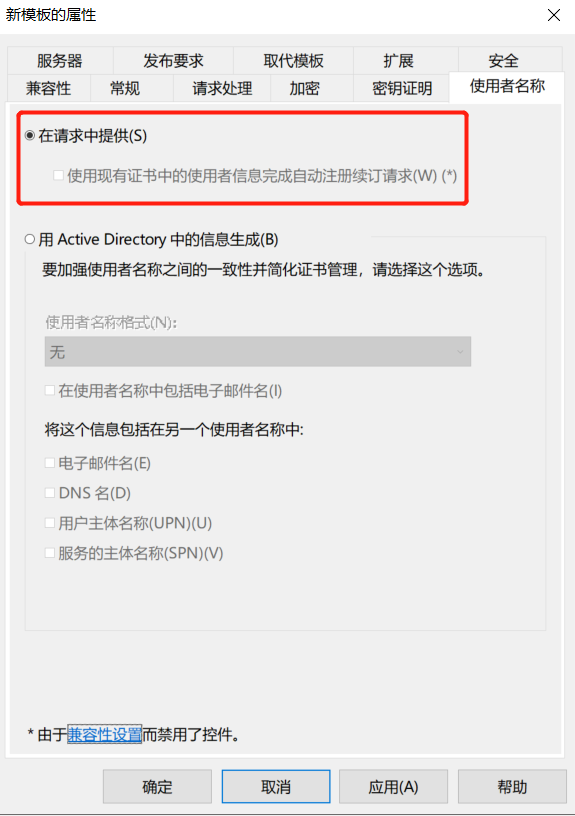 新模板的属性
服务器 发布要求 取代模板 扩展 安全
兼容性 常规 请求处理 加密 密钥证明 使用者名称
在请求中提供(S)
使用现有证书中的使用者信息完成自动注册续订请求(W) (*)
用 Active Directory 中的信息生成(B)
要加强使用者名称之间的一致性并简化证书管理，请选择这个选项。
使用者名称格式(N):
无
在使用者名称中包括电子邮件名(I)
将这个信息包括在另一个使用者名称中:
电子邮件名(E)
DNS 名(D)
用户主体名称(UPN)(U)
服务的主体名称(SPN)(V)
* 由于兼容性设置而禁用了控件。
确定 取消 应用(A) 帮助